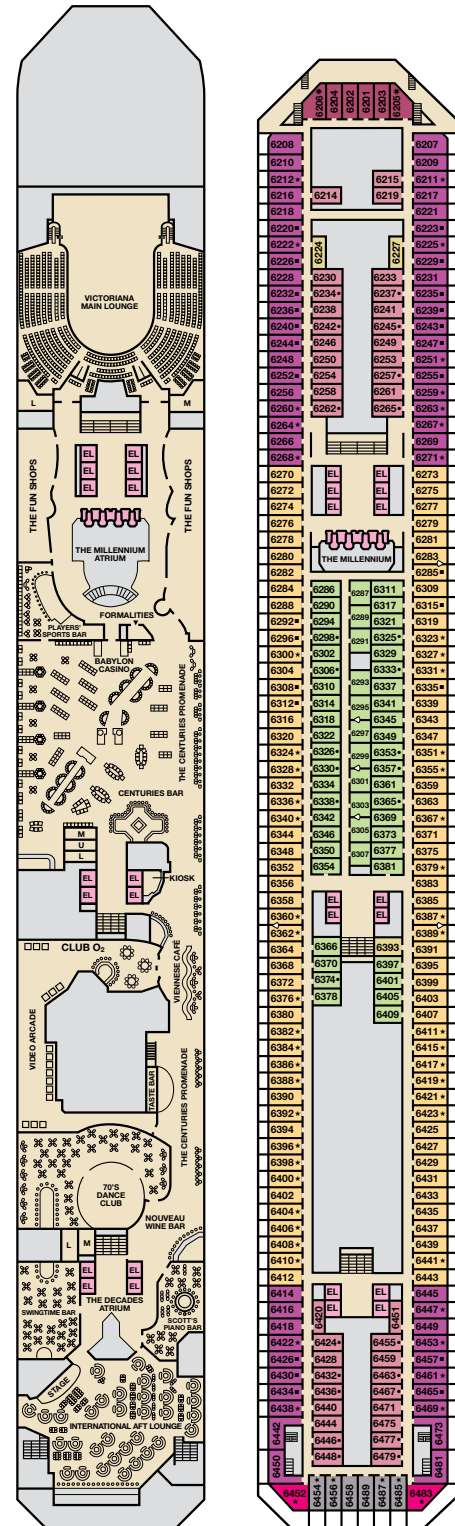 VICTORIANA
MAIN LOUNGE
L
M
THE FUN SHOPS
THE FUN SHOPS
EL EL
EL EL
EL EL
THE MILLENNIUM
ATRIUM
FORMALITIES
PLAYERS'
SPORTS BAR
BABYLON
CASINO
THE CENTURIES PROMENADE
CENTURIES BAR
M
U
L
EL EL
EL EL
KIOSK
CLUB O₂
VIENNESE CAFÉ
VIDEO ARCADE
TASTE BAR
THE CENTURIES PROMENADE
70'S
DANCE
CLUB
NOUVEAU
WINE BAR
L M
EL EL
EL EL
THE DECADES
ATRIUM
SWINGTIME BAR
SCOTT'S
PIANO BAR
STAGE
INTERNATIONAL AFT LOUNGE
6206 6204 6202 6201 6203 6205
6208 6207
6210 6209
6212 6215 6211
6216 6214 6219 6217
6218 6221
6220 6223
6222 6224 6227 6225
6226 6229
6228 6230 6233 6231
6232 6234 6237 6235
6236 6238 6241 6239
6240 6242 6245 6243
6244 6246 6249 6247
6248 6250 6253 6251
6252 6254 6257 6255
6256 6258 6261 6259
6260 6262 6265 6263
6264 6267
6266 6269
6268 6271
6270 EL EL 6273
6272 EL EL 6275
6274 EL EL 6277
6276 6279
6278 6281
6280 THE MILLENNIUM 6283
6282 6285
6284 6286 6287 6311 6309
6288 6290 6317 6315
6292 6294 6289 6321 6319
6296 6298 6291 6325 6323
6300 6302 6329 6327
6304 6306 6333 6331
6308 6310 6293 6337 6335
6312 6314 6295 6341 6339
6316 6318 6345 6343
6320 6322 6297 6349 6347
6324 6326 6299 6353 6351
6328 6330 6357 6355
6332 6334 6301 6361 6359
6336 6338 6303 6365 6363
6340 6342 6369 6367
6344 6346 6305 6373 6371
6348 6350 6307 6377 6375
6352 6354 6381 6379
6356 6383
6358 EL EL 6385
6360 EL EL 6387
6362 6389
6364 6366 6393 6391
6368 6370 6397 6395
6372 6374 6401 6399
6376 6378 6405 6403
6380 6409 6407
6382 6411
6384 6415
6386 6417
6388 6419
6390 6421
6392 6423
6394 6425
6396 6427
6398 6429
6400 6431
6402 6433
6404 6435
6406 6437
6408 6439
6410 6441
6412 6443
6414 EL EL 6445
6416 6420 EL EL 6451 6447
6418 6449
6422 6424 6455 6453
6426 6428 6459 6457
6430 6432 6463 6461
6434 6436 6467 6465
6438 6440 6471 6469
6442 6444 6475 6473
6446 6477
6450 6448 6479 6481
6452 6454 6456 6458 6489 6487 6485 6483